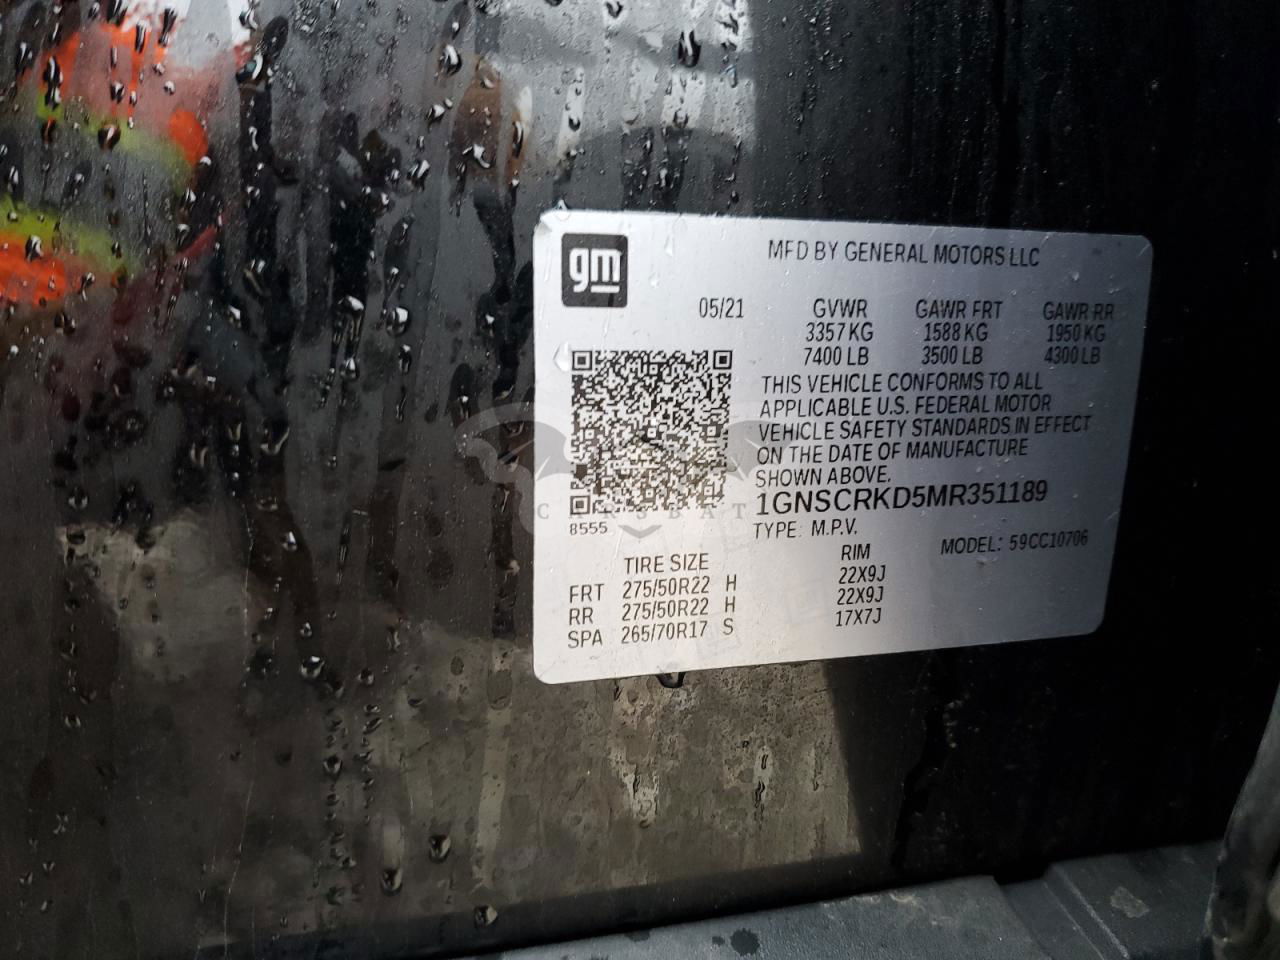 gm
MFD BY GENERAL MOTORS LLC
05/21 GVWR GAWR FRT GAWR RR
3357 KG 1588 KG 1950 KG
7400 LB 3500 LB 4300 LB
THIS VEHICLE CONFORMS TO ALL
APPLICABLE U.S. FEDERAL MOTOR
VEHICLE SAFETY STANDARDS IN EFFECT
ON THE DATE OF MANUFACTURE
SHOWN ABOVE.
1GNSCRKD5MR351189
CARSBAT
8555
TYPE: M.P.V.
MODEL: 59CC10706
TIRE SIZE RIM
FRT 275/50R22 H 22X9J
RR 275/50R22 H 22X9J
SPA 265/70R17 S 17X7J